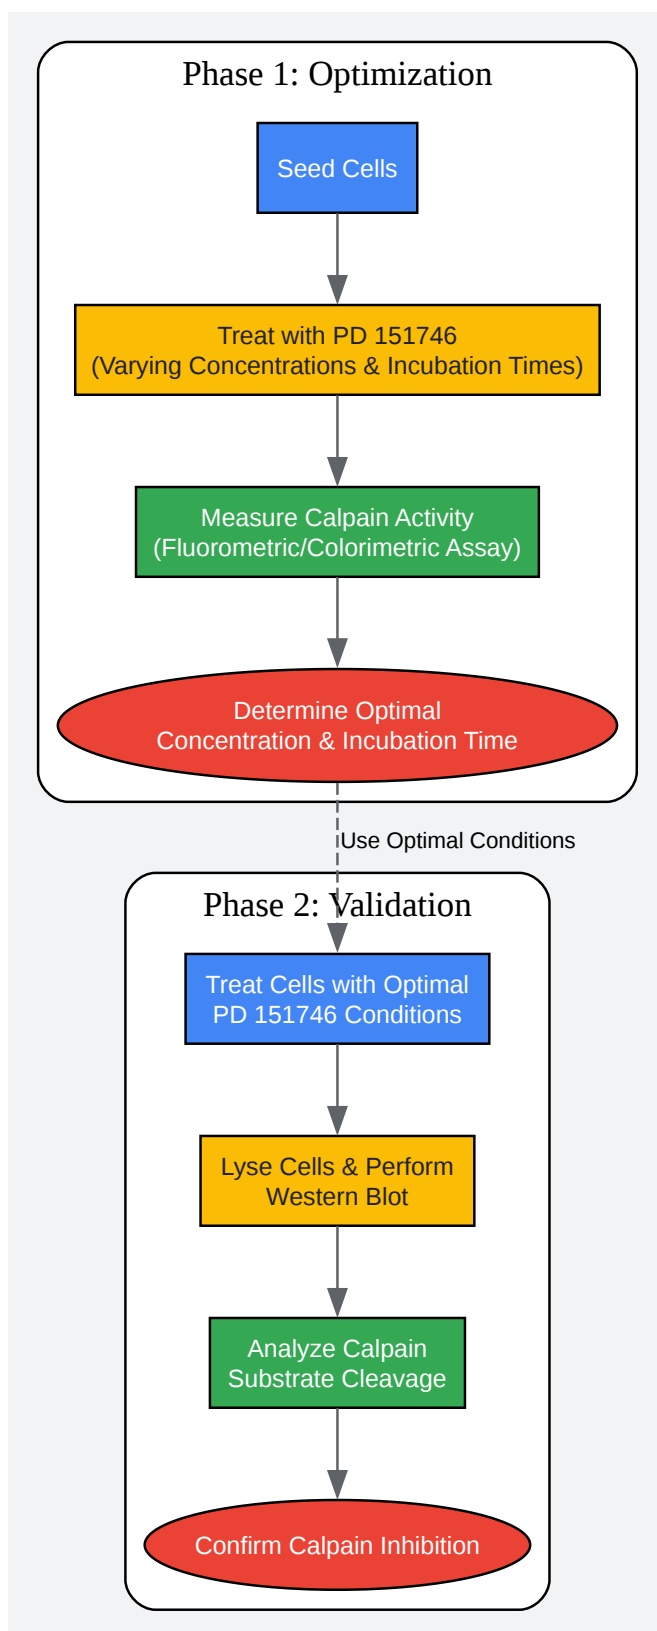 Phase 1: Optimization
Seed Cells
Treat with PD 151746
(Varying Concentrations & Incubation Times)
Measure Calpain Activity
(Fluorometric/Colorimetric Assay)
Determine Optimal
Concentration & Incubation Time
Use Optimal Conditions
Phase 2: Validation
Treat Cells with Optimal
PD 151746 Conditions
Lyse Cells & Perform
Western Blot
Analyze Calpain
Substrate Cleavage
Confirm Calpain Inhibition